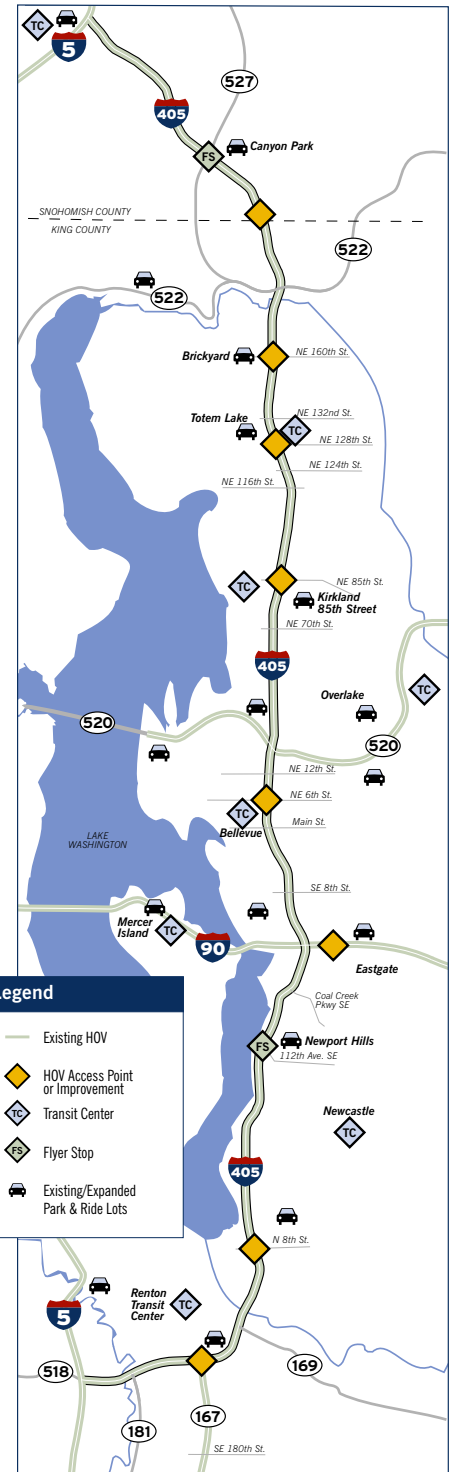 TC
5
527
405
FS
Canyon Park
SNOHOMISH COUNTY
KING COUNTY
522
522
Brickyard
NE 160th St.
NE 132nd St.
Totem Lake
TC
NE 128th St.
NE 124th St.
NE 116th St.
TC
NE 85th St.
Kirkland
85th Street
NE 70th St.
405
Overlake
TC
520
520
NE 12th St.
NE 6th St.
TC
Main St.
Bellevue
LAKE
WASHINGTON
SE 8th St.
Mercer
Island
TC
90
Eastgate
Legend
Existing HOV
HOV Access Point
or Improvement
TC
Transit Center
FS
Flyer Stop
Existing/Expanded
Park & Ride Lots
Coal Creek
Pkwy SE
FS
Newport Hills
112th Ave. SE
Newcastle
TC
405
N 8th St.
Renton
Transit
Center
TC
5
518
169
167
181
SE 180th St.